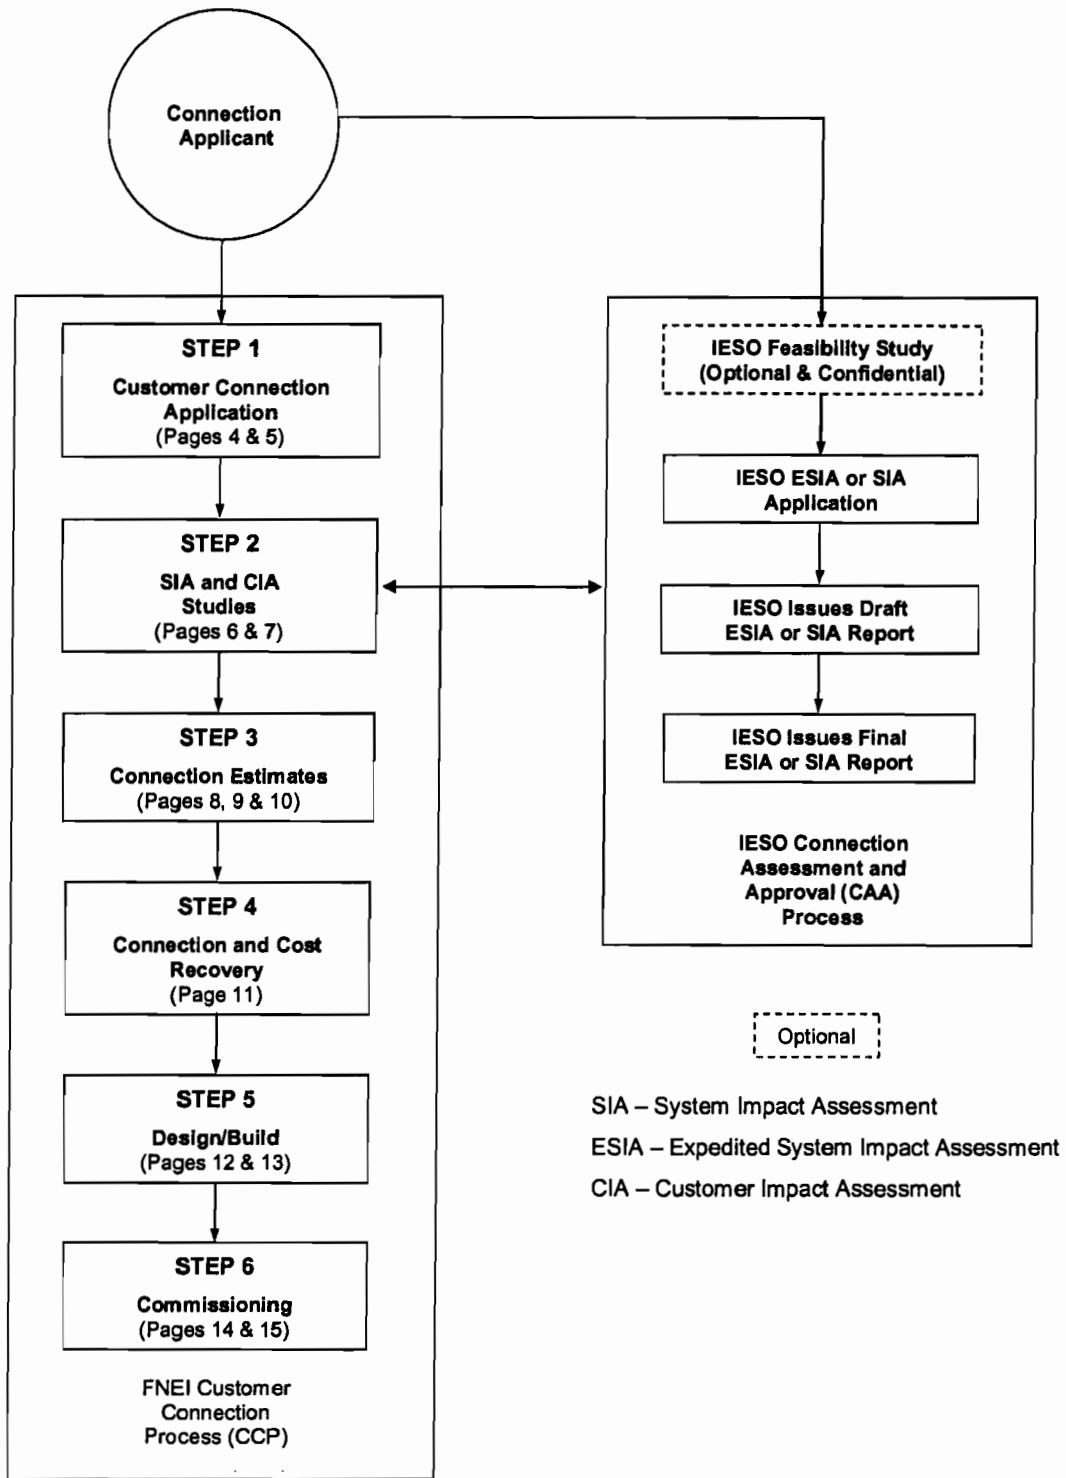 Connection
Applicant
STEP 1
Customer Connection
Application
(Pages 4 & 5)
STEP 2
SIA and CIA
Studies
(Pages 6 & 7)
STEP 3
Connection Estimates
(Pages 8, 9 & 10)
STEP 4
Connection and Cost
Recovery
(Page 11)
STEP 5
Design/Build
(Pages 12 & 13)
STEP 6
Commissioning
(Pages 14 & 15)
FNEI Customer
Connection
Process (CCP)
IESO Feasibility Study
(Optional & Confidential)
IESO ESIA or SIA
Application
IESO Issues Draft
ESIA or SIA Report
IESO Issues Final
ESIA or SIA Report
IESO Connection
Assessment and
Approval (CAA)
Process
Optional
SIA – System Impact Assessment
ESIA – Expedited System Impact Assessment
CIA – Customer Impact Assessment